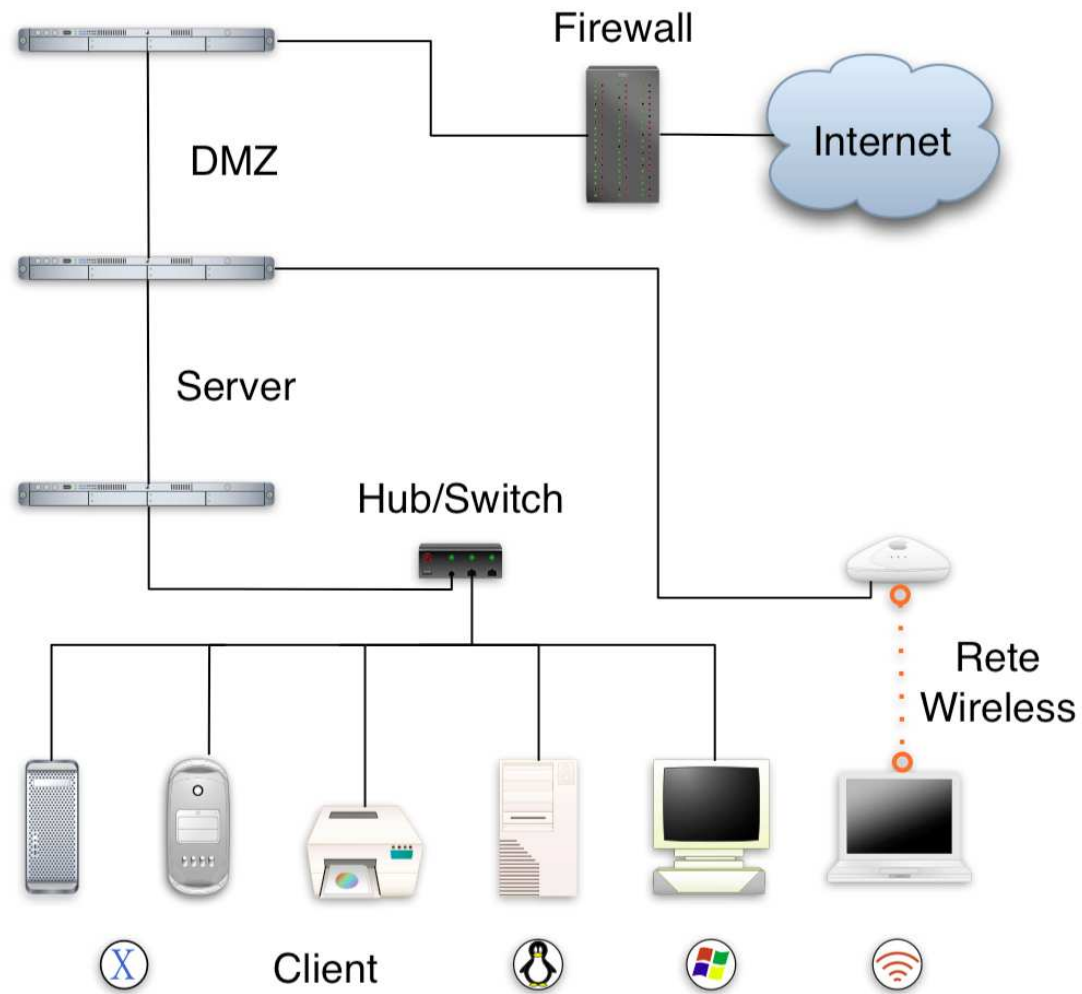 Firewall
Internet
DMZ
Server
Hub/Switch
Rete
Wireless
X
Client